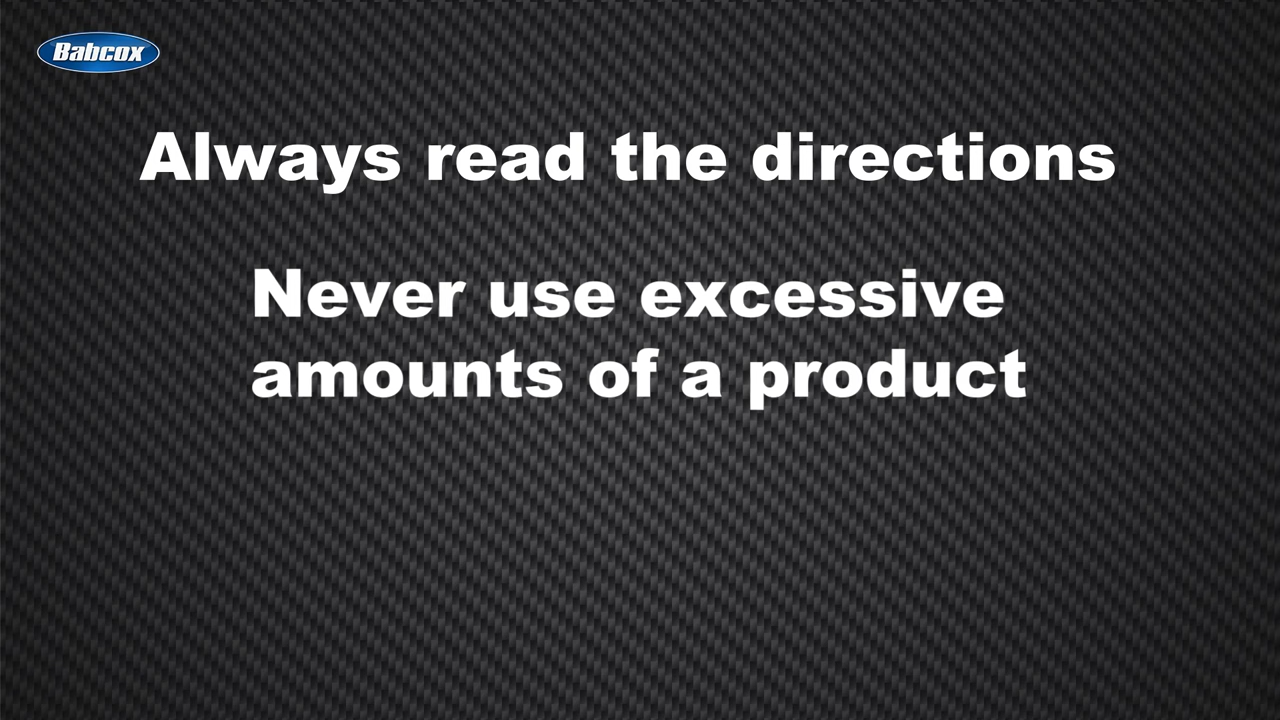 Babcox
Always read the directions
Never use excessive
amounts of a product